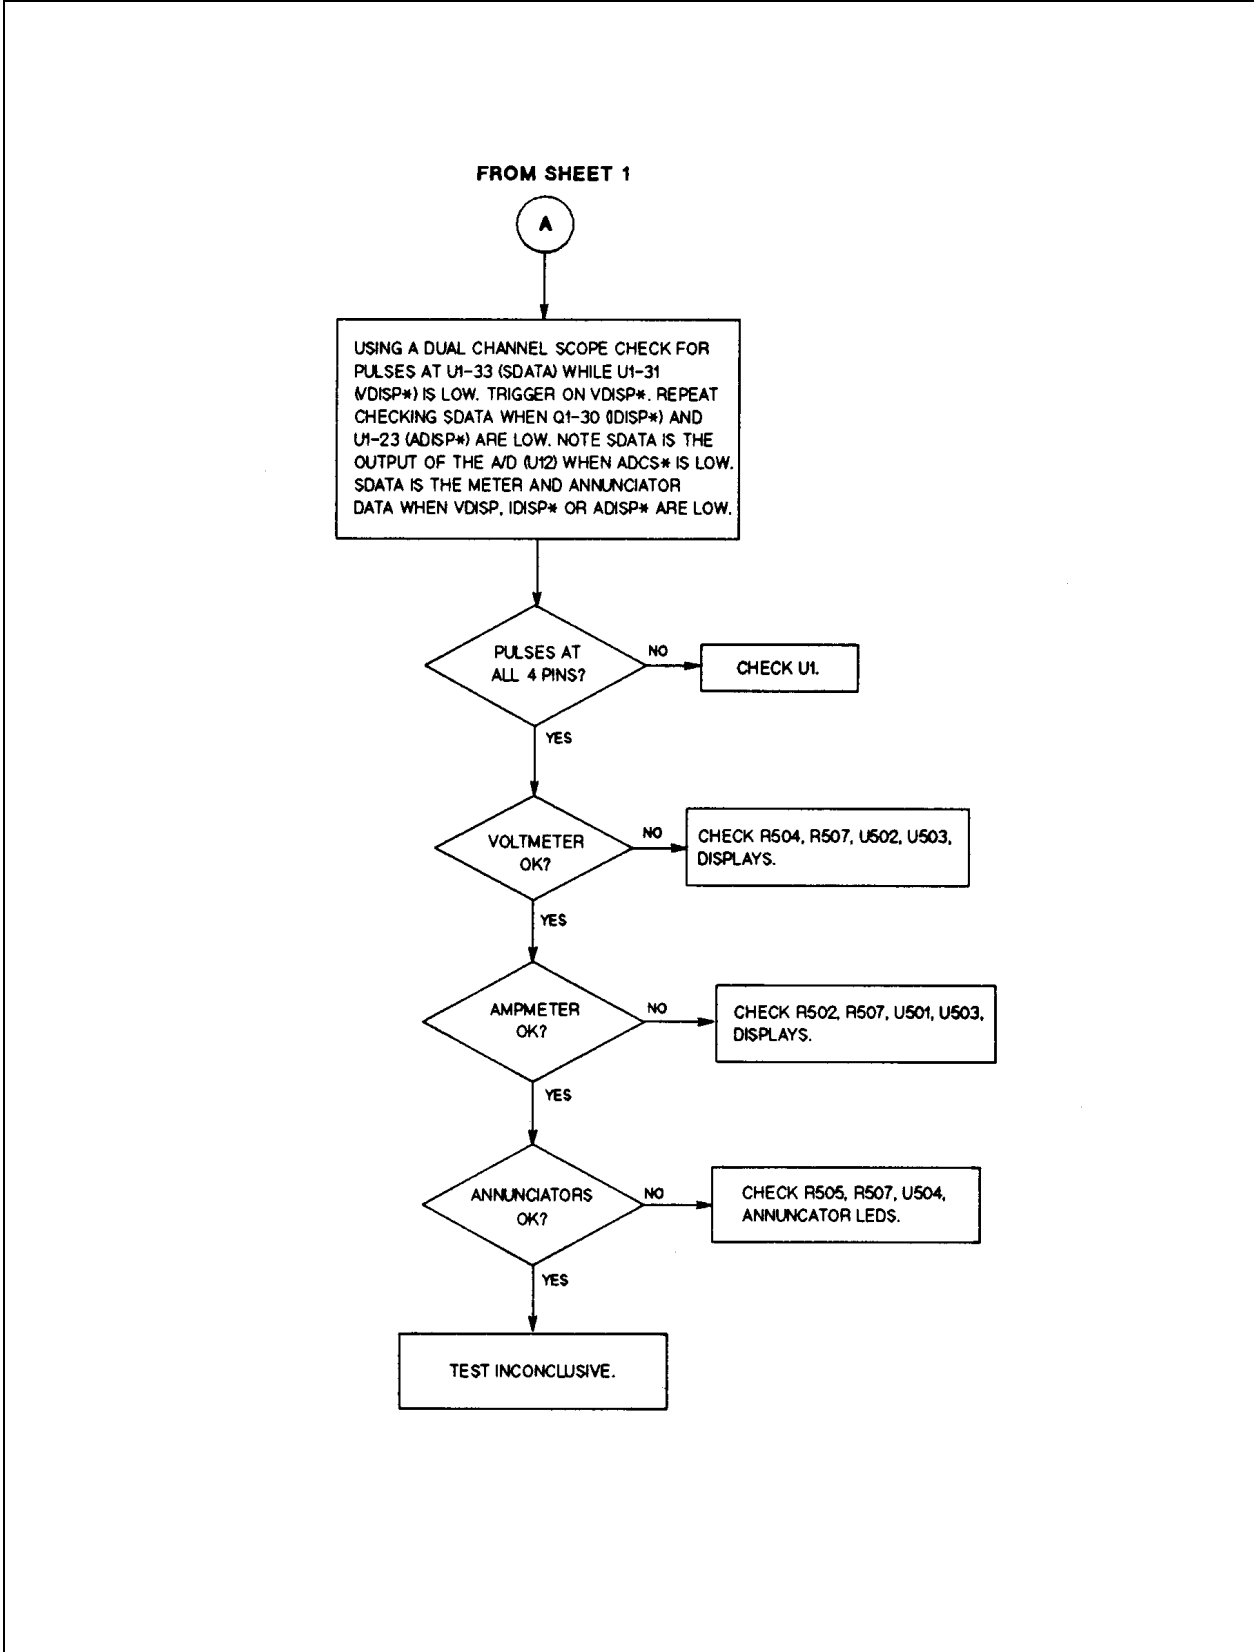 FROM SHEET 1
A
USING A DUAL CHANNEL SCOPE CHECK FOR
PULSES AT U1-33 (SDATA) WHILE U1-31
(VDISP*) IS LOW. TRIGGER ON VDISP*. REPEAT
CHECKING SDATA WHEN Q1-30 (IDISP*) AND
U1-23 (ADISP*) ARE LOW. NOTE SDATA IS THE
OUTPUT OF THE A/D (U12) WHEN ADCS* IS LOW.
SDATA IS THE METER AND ANNUNCIATOR
DATA WHEN VDISP, IDISP* OR ADISP* ARE LOW.
PULSES AT
ALL 4 PINS?
NO
CHECK U1.
YES
VOLTMETER
OK?
NO
CHECK R504, R507, U502, U503,
DISPLAYS.
YES
AMPMETER
OK?
NO
CHECK R502, R507, U501, U503,
DISPLAYS.
YES
ANNUNCIATORS
OK?
NO
CHECK R505, R507, U504,
ANNUNCATOR LEDS.
YES
TEST INCONCLUSIVE.